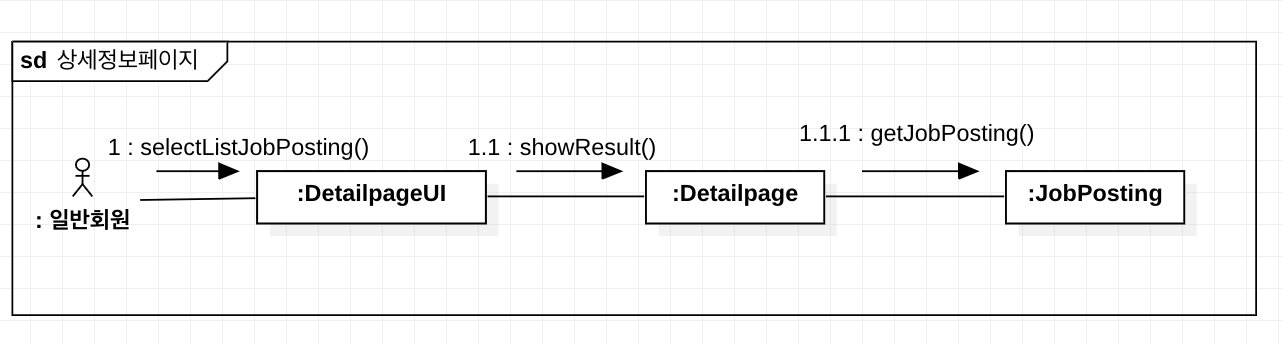 sd 상세정보페이지
1 : selectListJobPosting()
1.1 : showResult()
1.1.1 : getJobPosting()
: 일반회원
:DetailpageUI
:Detailpage
:JobPosting